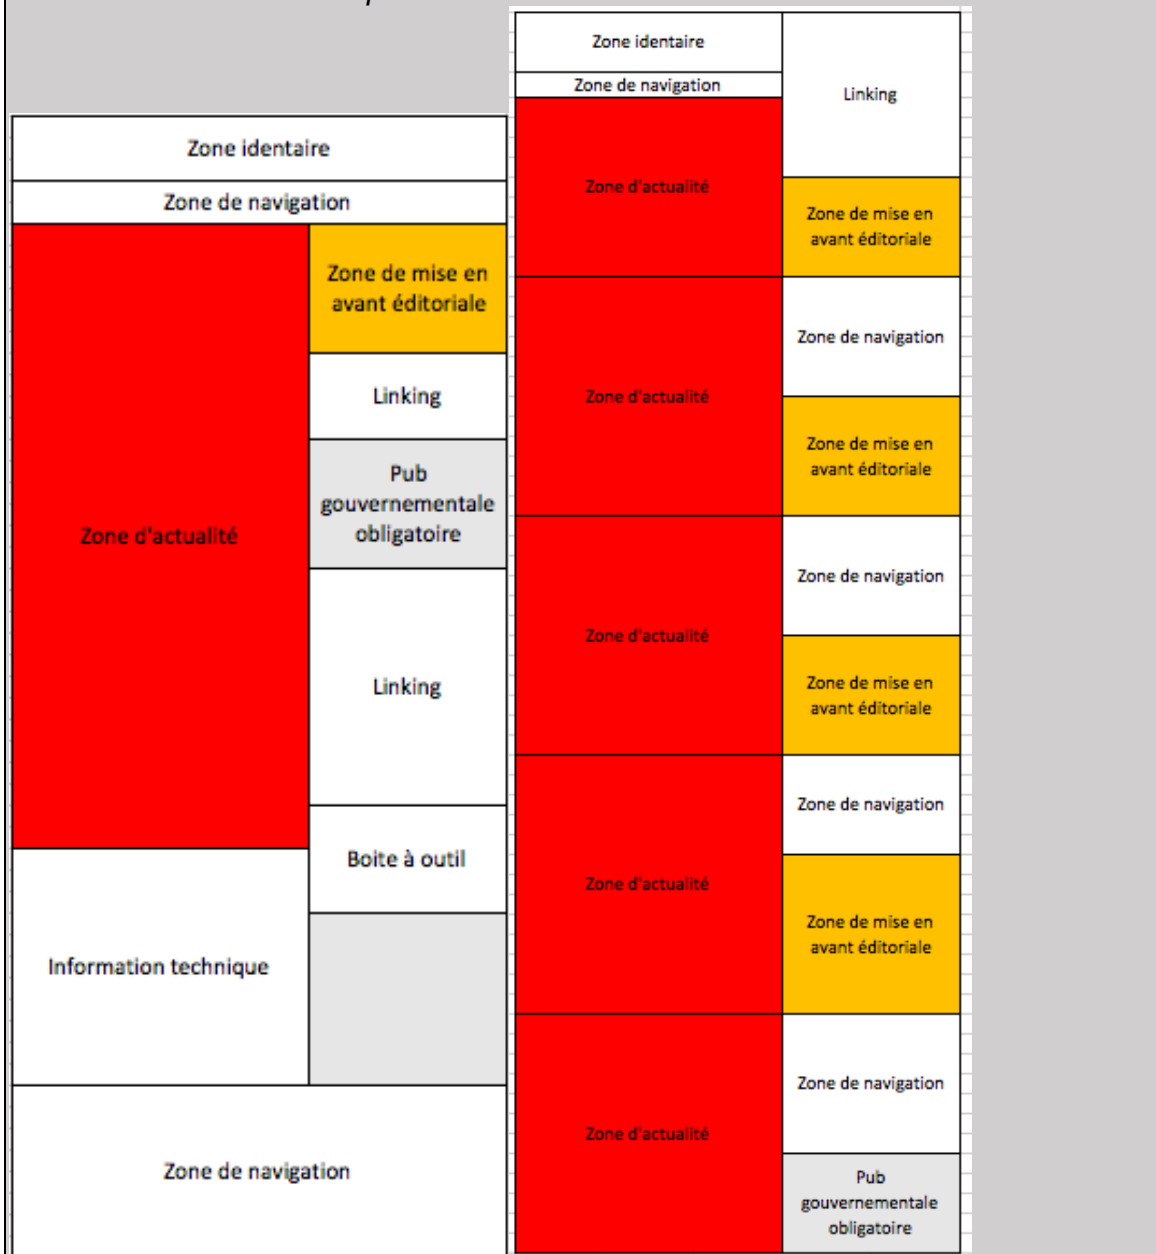 Zone identaire
Zone de navigation
Zone d'actualité
Zone de mise en
avant éditoriale
Linking
Pub
gouvernementale
obligatoire
Linking
Boite à outil
Information technique
Zone de navigation
Zone identaire
Zone de navigation
Linking
Zone d'actualité
Zone de mise en
avant éditoriale
Zone d'actualité
Zone de navigation
Zone de mise en
avant éditoriale
Zone d'actualité
Zone de navigation
Zone de mise en
avant éditoriale
Zone d'actualité
Zone de navigation
Zone de mise en
avant éditoriale
Zone d'actualité
Zone de navigation
Pub
gouvernementale
obligatoire